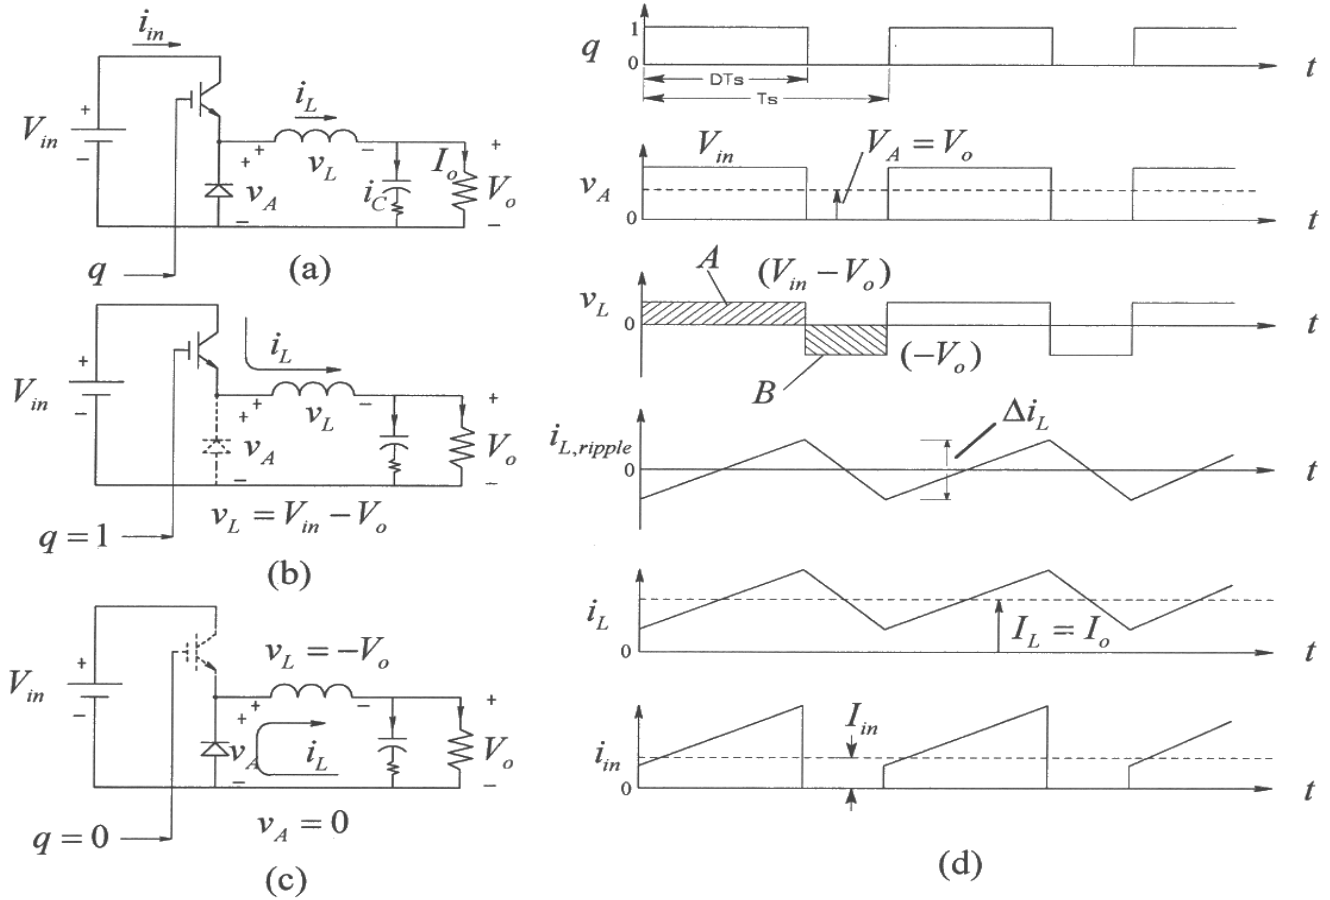 i_in
+
V_in
−
i_L
+ +
v_L
−
v_A
−
i_C
I_o
+
V_o
−
q
(a)
+
V_in
−
i_L
+ +
v_L
−
v_A
−
+
V_o
−
v_L = V_in − V_o
q = 1
(b)
v_L = −V_o
+
V_in
−
+ +
−
v_A
−
i_L
+
V_o
−
q = 0
v_A = 0
(c)
q
1
0
DTs
Ts
t
V_in
V_A = V_o
v_A
0
t
A
(V_in − V_o)
v_L
0
t
(−V_o)
B
Δi_L
i_L,ripple
0
t
i_L
I_L = I_o
0
t
I_in
i_in
0
t
(d)